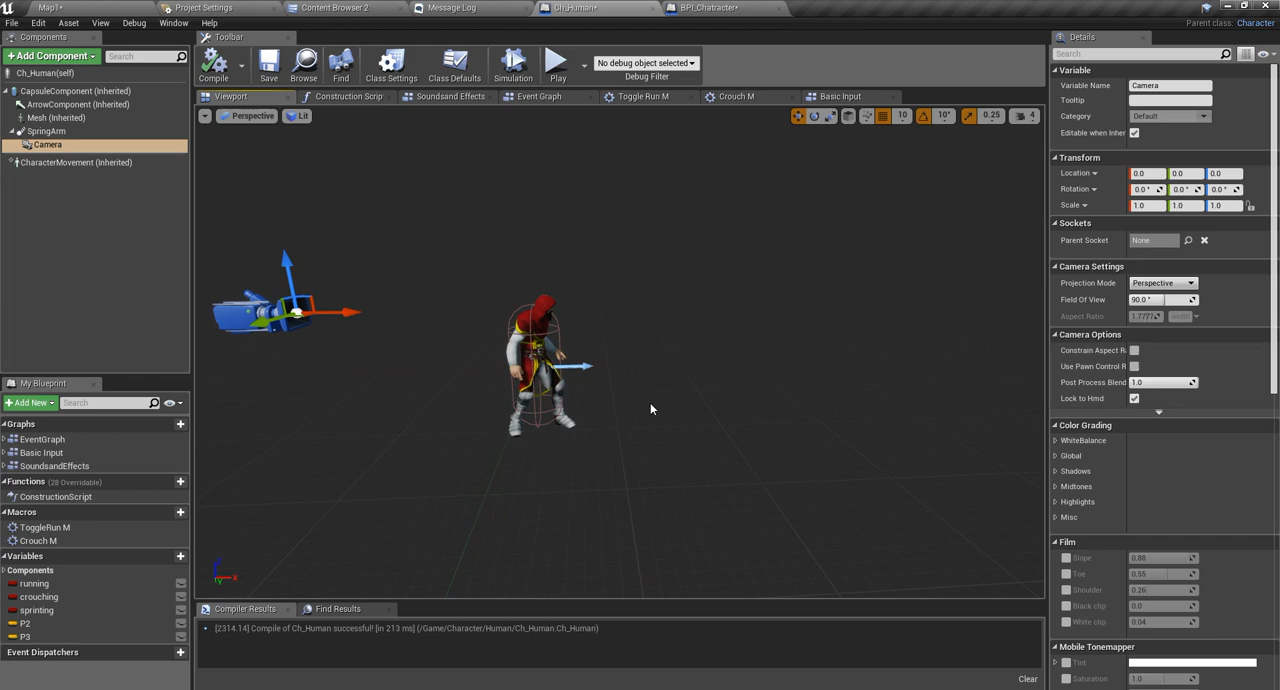 Map1*
Project Settings
Content Browser 2
Message Log
Ch_Human*
BPI_Chatracter*
File Edit Asset View Debug Window Help
Parent class: Character
Components
+ Add Component
Search
Ch_Human(self)
CapsuleComponent (Inherited)
ArrowComponent (Inherited)
Mesh (Inherited)
SpringArm
Camera
CharacterMovement (Inherited)
My Blueprint
+ Add New
Search
Graphs
EventGraph
Basic Input
SoundsandEffects
Functions (28 Overridable)
ConstructionScript
Macros
ToggleRun M
Crouch M
Variables
Components
running
crouching
sprinting
P2
P3
Event Dispatchers
Toolbar
Compile
Save
Browse
Find
Class Settings
Class Defaults
Simulation
Play
No debug object selected
Debug Filter
Viewport
Construction Scrip
Soundsand Effects
Event Graph
Toggle Run M
Crouch M
Basic Input
Perspective
Lit
10
10°
0.25
4
Compiler Results
Find Results
[2314.14] Compile of Ch_Human successful! [in 213 ms] (/Game/Character/Human/Ch_Human.Ch_Human)
Clear
Details
Search
Variable
Variable Name Camera
Tooltip
Category Default
Editable when Inher
Transform
Location 0.0 0.0 0.0
Rotation 0.0 ° 0.0 ° 0.0 °
Scale 1.0 1.0 1.0
Sockets
Parent Socket None
Camera Settings
Projection Mode Perspective
Field Of View 90.0 °
Aspect Ratio 1.7777
Camera Options
Constrain Aspect R
Use Pawn Control R
Post Process Blend 1.0
Lock to Hmd
Color Grading
WhiteBalance
Global
Shadows
Midtones
Highlights
Misc
Film
Slope 0.88
Toe 0.55
Shoulder 0.26
Black clip 0.0
White clip 0.04
Mobile Tonemapper
Tint
Saturation 1.0